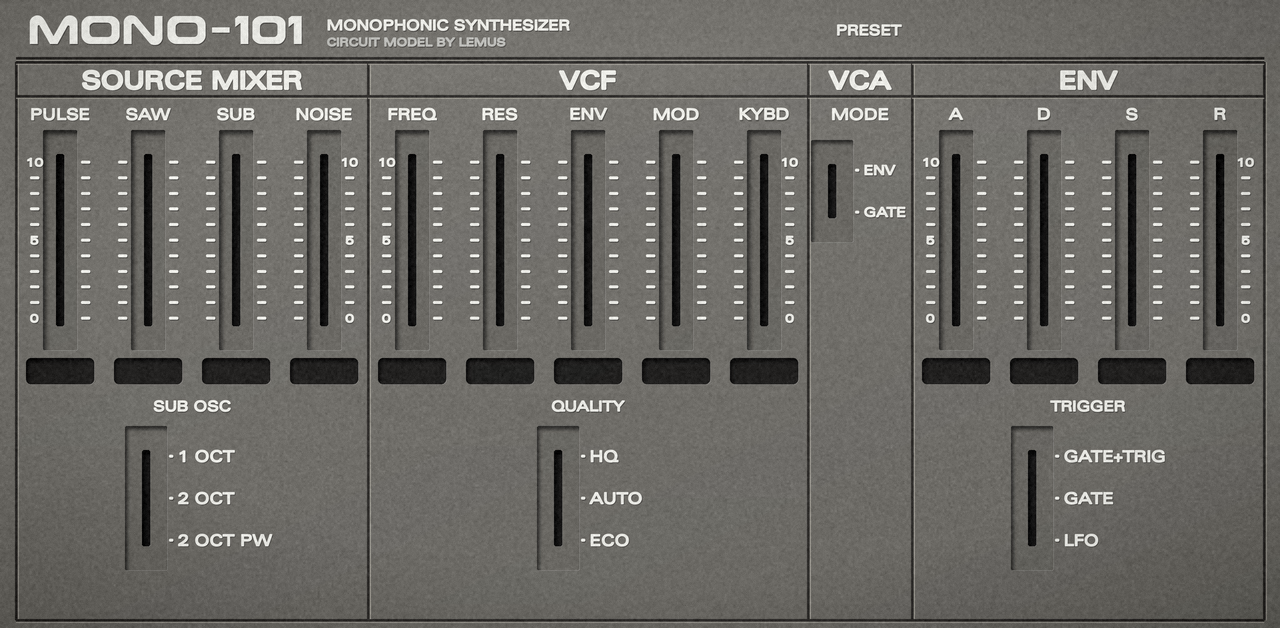 MONO-101
MONOPHONIC SYNTHESIZER
CIRCUIT MODEL BY LEMUS
PRESET
SOURCE MIXER
VCF
VCA
ENV
PULSE SAW SUB NOISE
FREQ RES ENV MOD KYBD
MODE
A D S R
10 10 10 10 10 10
5 5 5 5 5 5
0 0 0 0 0 0
- ENV
- GATE
SUB OSC
- 1 OCT
- 2 OCT
- 2 OCT PW
QUALITY
- HQ
- AUTO
- ECO
TRIGGER
- GATE+TRIG
- GATE
- LFO